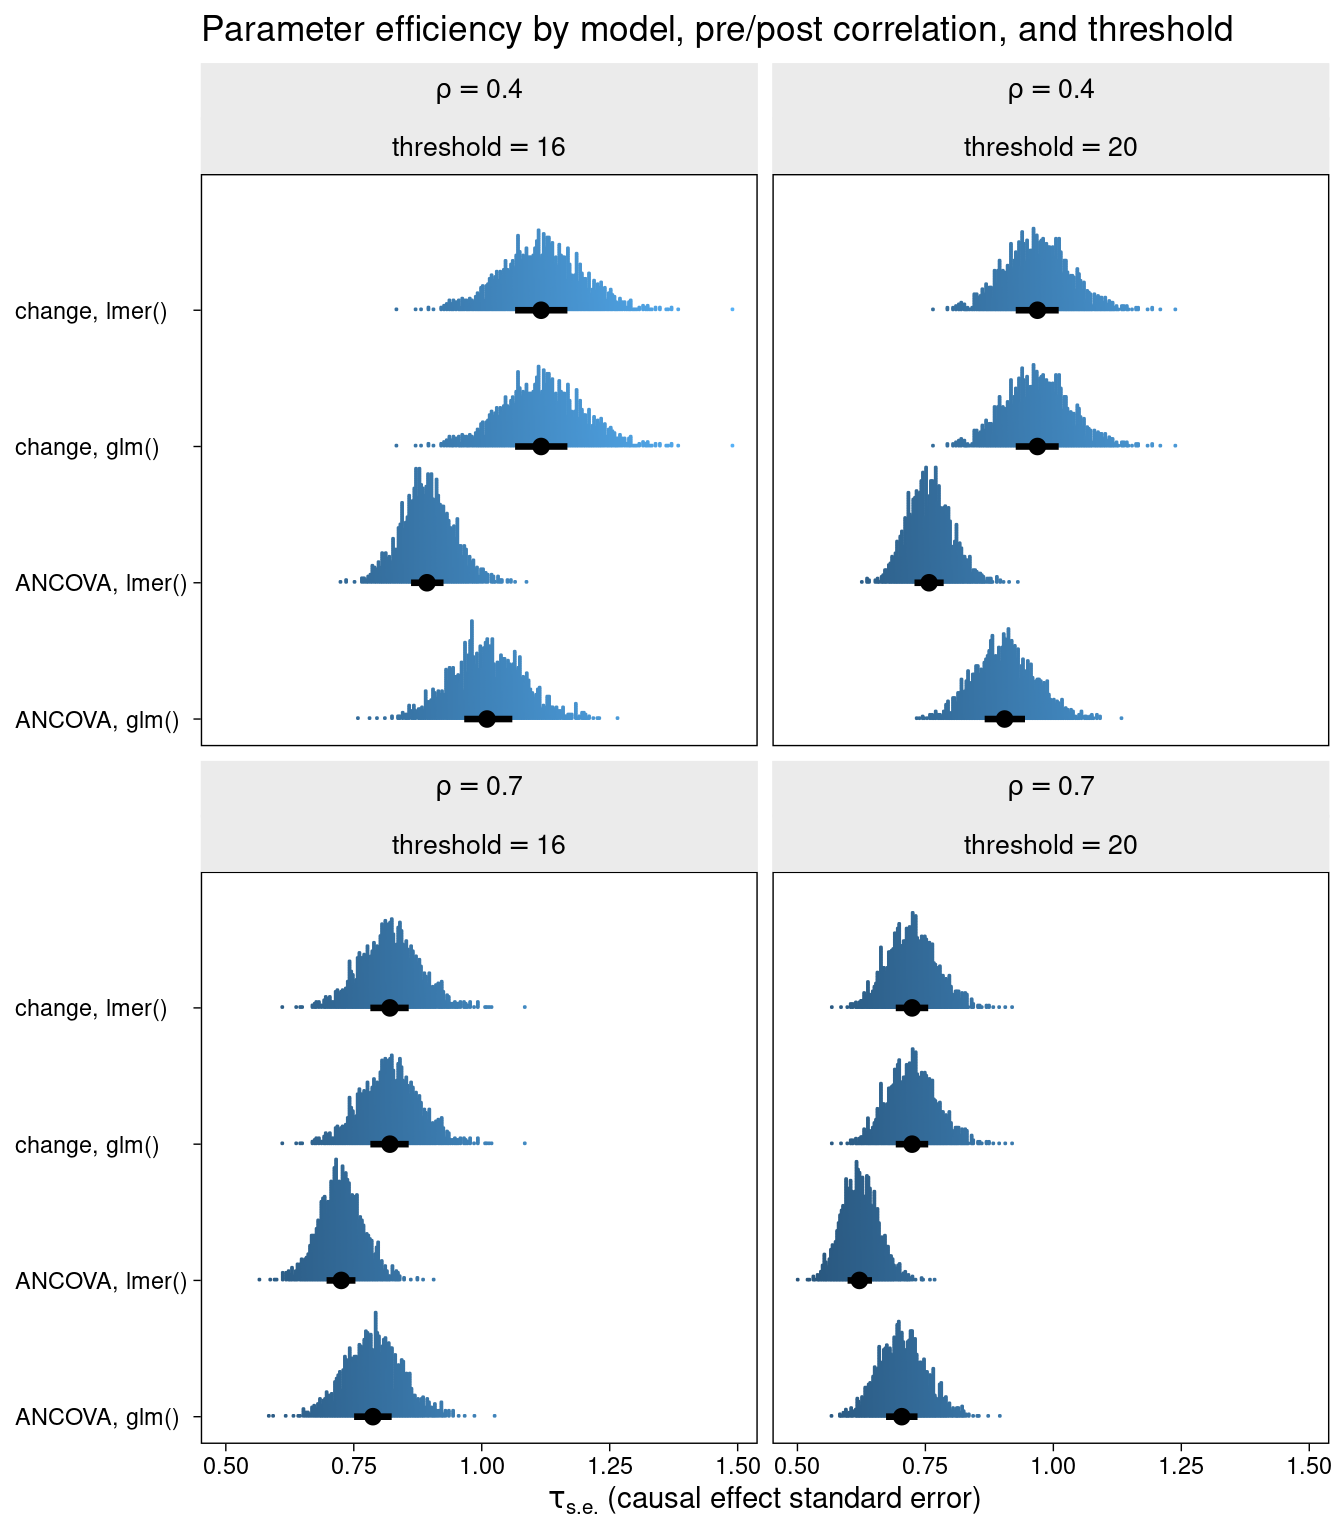 Parameter efficiency by model, pre/post correlation, and threshold
ρ = 0.4
threshold = 16
ρ = 0.4
threshold = 20
change, lmer()
change, glm()
ANCOVA, lmer()
ANCOVA, glm()
ρ = 0.7
threshold = 16
ρ = 0.7
threshold = 20
change, lmer()
change, glm()
ANCOVA, lmer()
ANCOVA, glm()
0.50 0.75 1.00 1.25 1.50
0.50 0.75 1.00 1.25 1.50
τs.e. (causal effect standard error)